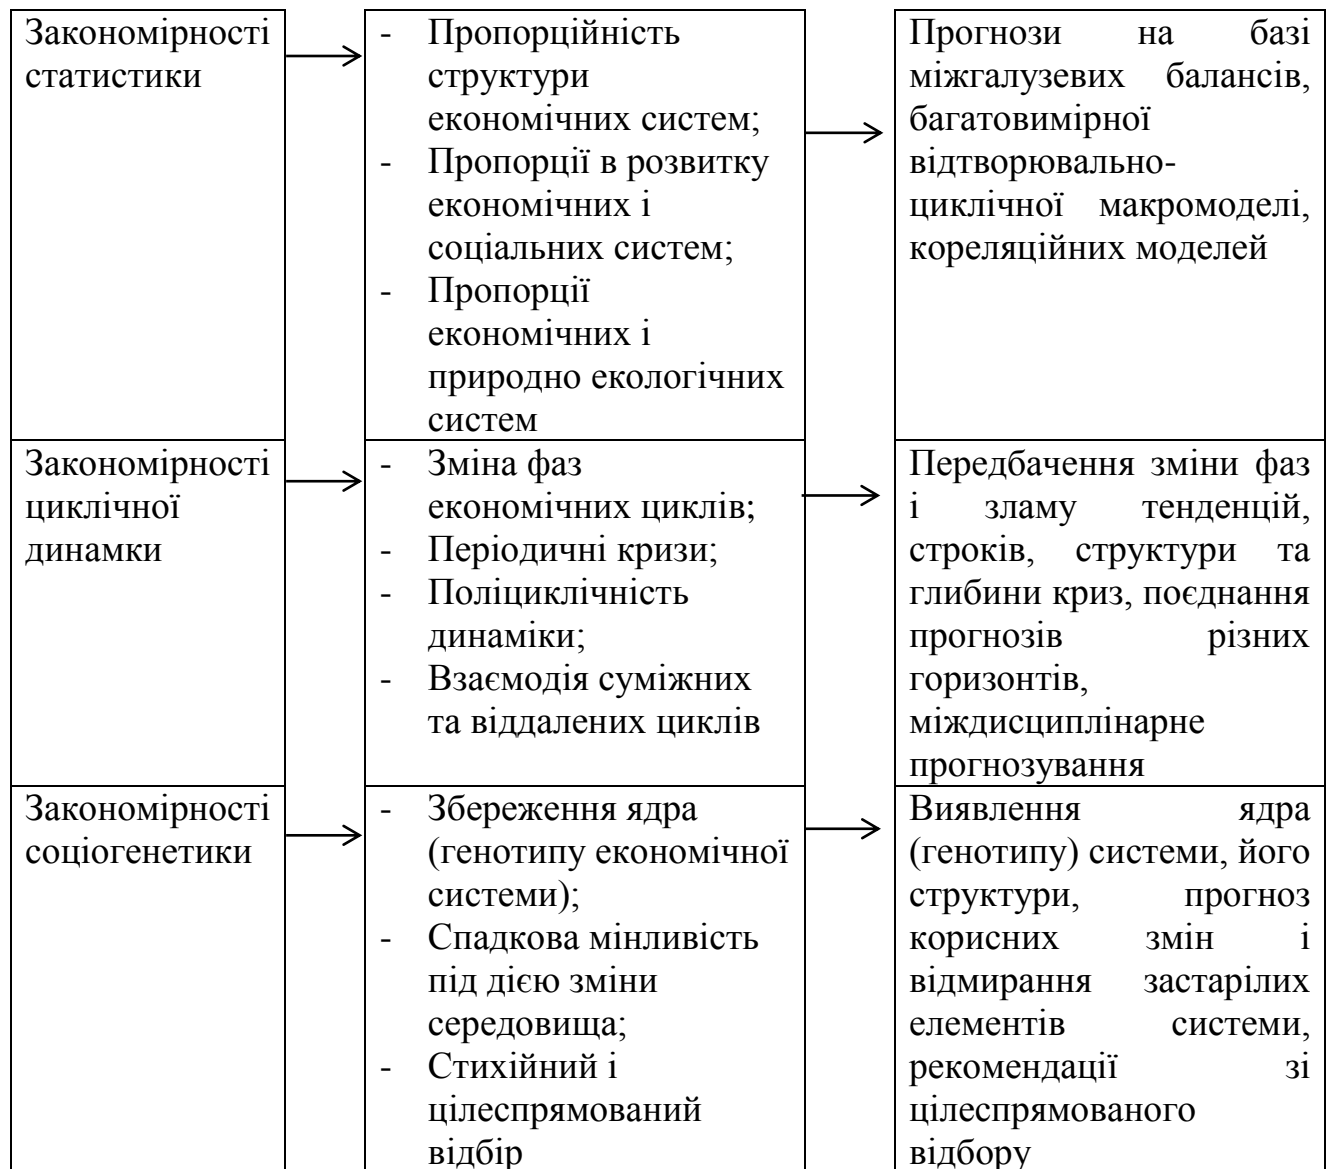 Закономірності
статистики
- Пропорційність
структури
економічних систем;
- Пропорції в розвитку
економічних і
соціальних систем;
- Пропорції
економічних і
природно екологічних
систем
Прогнози на базі
міжгалузевих балансів,
багатовимірної
відтворювально-
циклічної макромоделі,
кореляційних моделей
Закономірності
циклічної
динамки
- Зміна фаз
економічних циклів;
- Періодичні кризи;
- Поліциклічність
динаміки;
- Взаємодія суміжних
та віддалених циклів
Передбачення зміни фаз
і зламу тенденцій,
строків, структури та
глибини криз, поєднання
прогнозів різних
горизонтів,
міждисциплінарне
прогнозування
Закономірності
соціогенетики
- Збереження ядра
(генотипу економічної
системи);
- Спадкова мінливість
під дією зміни
середовища;
- Стихійний і
цілеспрямований
відбір
Виявлення ядра
(генотипу) системи, його
структури, прогноз
корисних змін і
відмирання застарілих
елементів системи,
рекомендації зі
цілеспрямованого
відбору